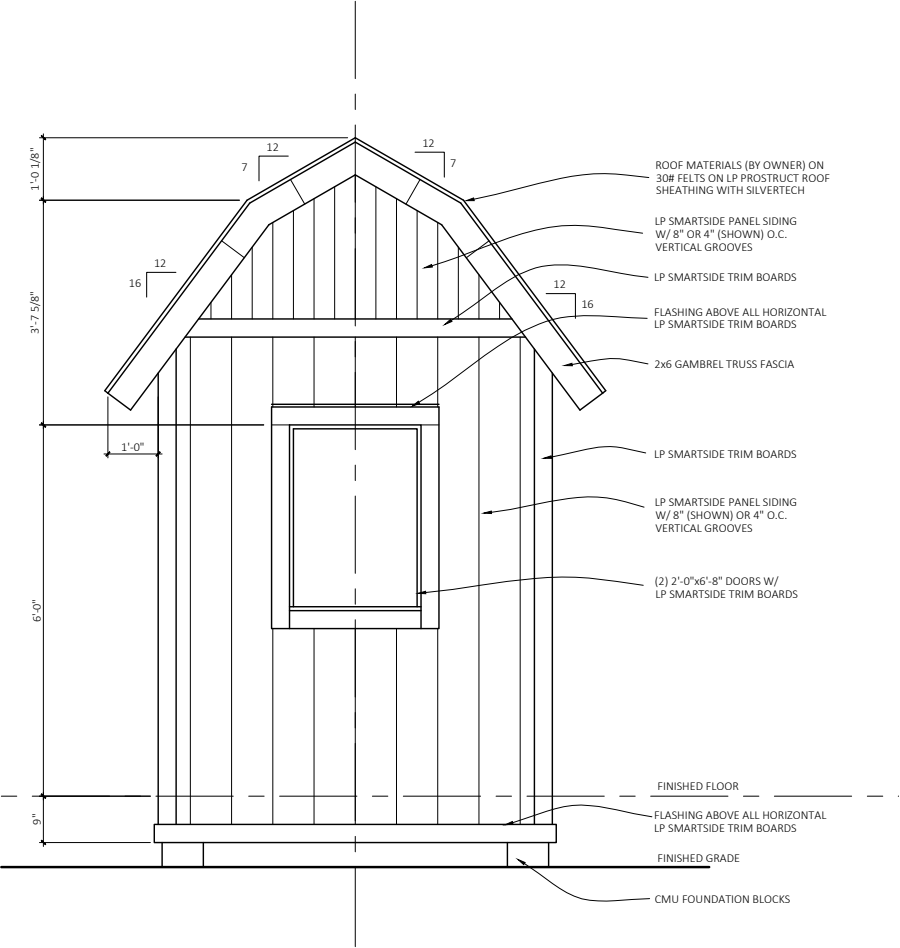 12
7
12
7
1'-0 1/8"
ROOF MATERIALS (BY OWNER) ON
30# FELTS ON LP PROSTRUCT ROOF
SHEATHING WITH SILVERTECH
LP SMARTSIDE PANEL SIDING
W/ 8" OR 4" (SHOWN) O.C.
VERTICAL GROOVES
12
16
LP SMARTSIDE TRIM BOARDS
12
16
3'-7 5/8"
FLASHING ABOVE ALL HORIZONTAL
LP SMARTSIDE TRIM BOARDS
2x6 GAMBREL TRUSS FASCIA
1'-0"
LP SMARTSIDE TRIM BOARDS
LP SMARTSIDE PANEL SIDING
W/ 8" (SHOWN) OR 4" O.C.
VERTICAL GROOVES
(2) 2'-0"x6'-8" DOORS W/
LP SMARTSIDE TRIM BOARDS
6'-0"
FINISHED FLOOR
9"
FLASHING ABOVE ALL HORIZONTAL
LP SMARTSIDE TRIM BOARDS
FINISHED GRADE
CMU FOUNDATION BLOCKS